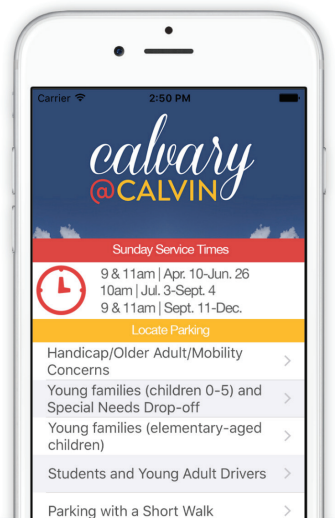 Carrier 2:50 PM
calvary
@CALVIN
Sunday Service Times
9 & 11am | Apr. 10-Jun. 26
10am | Jul. 3-Sept. 4
9 & 11am | Sept. 11-Dec.
Locate Parking
Handicap/Older Adult/Mobility
Concerns
Young families (children 0-5) and
Special Needs Drop-off
Young families (elementary-aged
children)
Students and Young Adult Drivers
Parking with a Short Walk